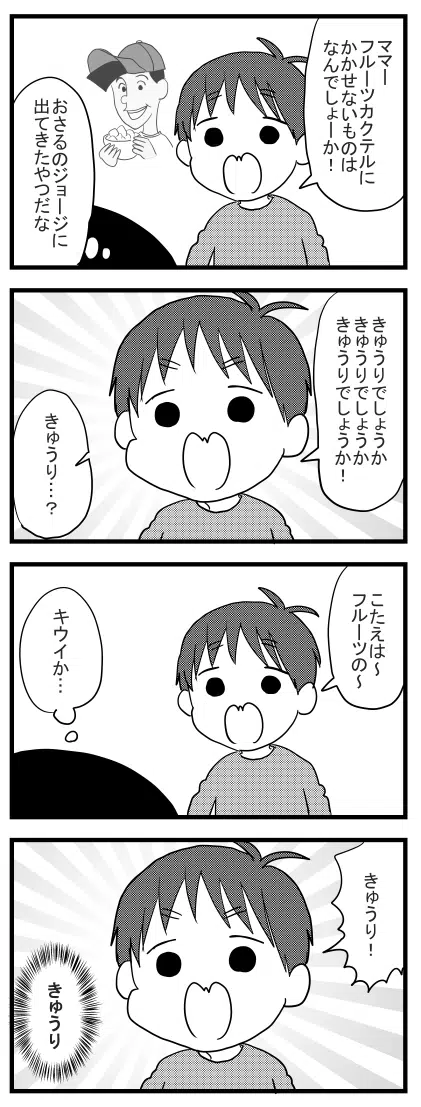 ママー
フルーツカクテルに
かかせないものは
なんでしょーか！
おさるのジョージに
出てきたやつだな
きゅうりでしょうか
きゅうりでしょうか
きゅうりでしょうか！
きゅうり…？
こたえは〜
フルーツの〜
キウイか…
きゅうり！
きゅうり